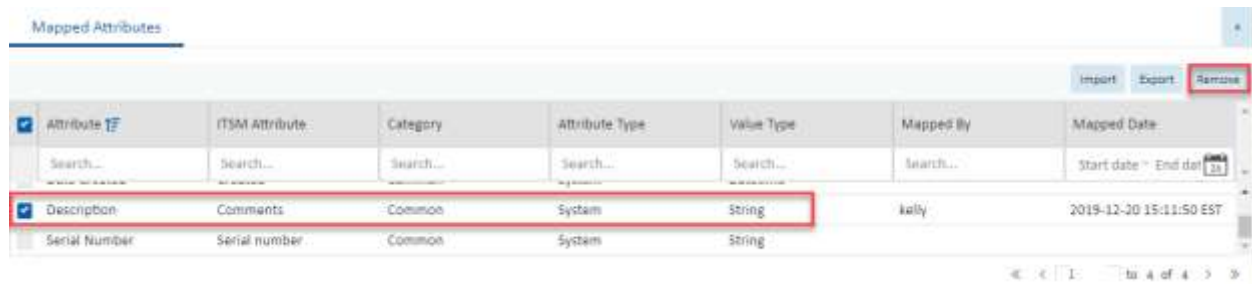 Mapped Attributes
Import Export Remove
Attribute ITSM Attribute Category Attribute Type Value Type Mapped By Mapped Date
Search... Search... Search... Search... Search... Search... Start date ~ End dat
Description Comments Common System String kelly 2019-12-20 15:11:50 EST
Serial Number Serial number Common System String
1 to 4 of 4